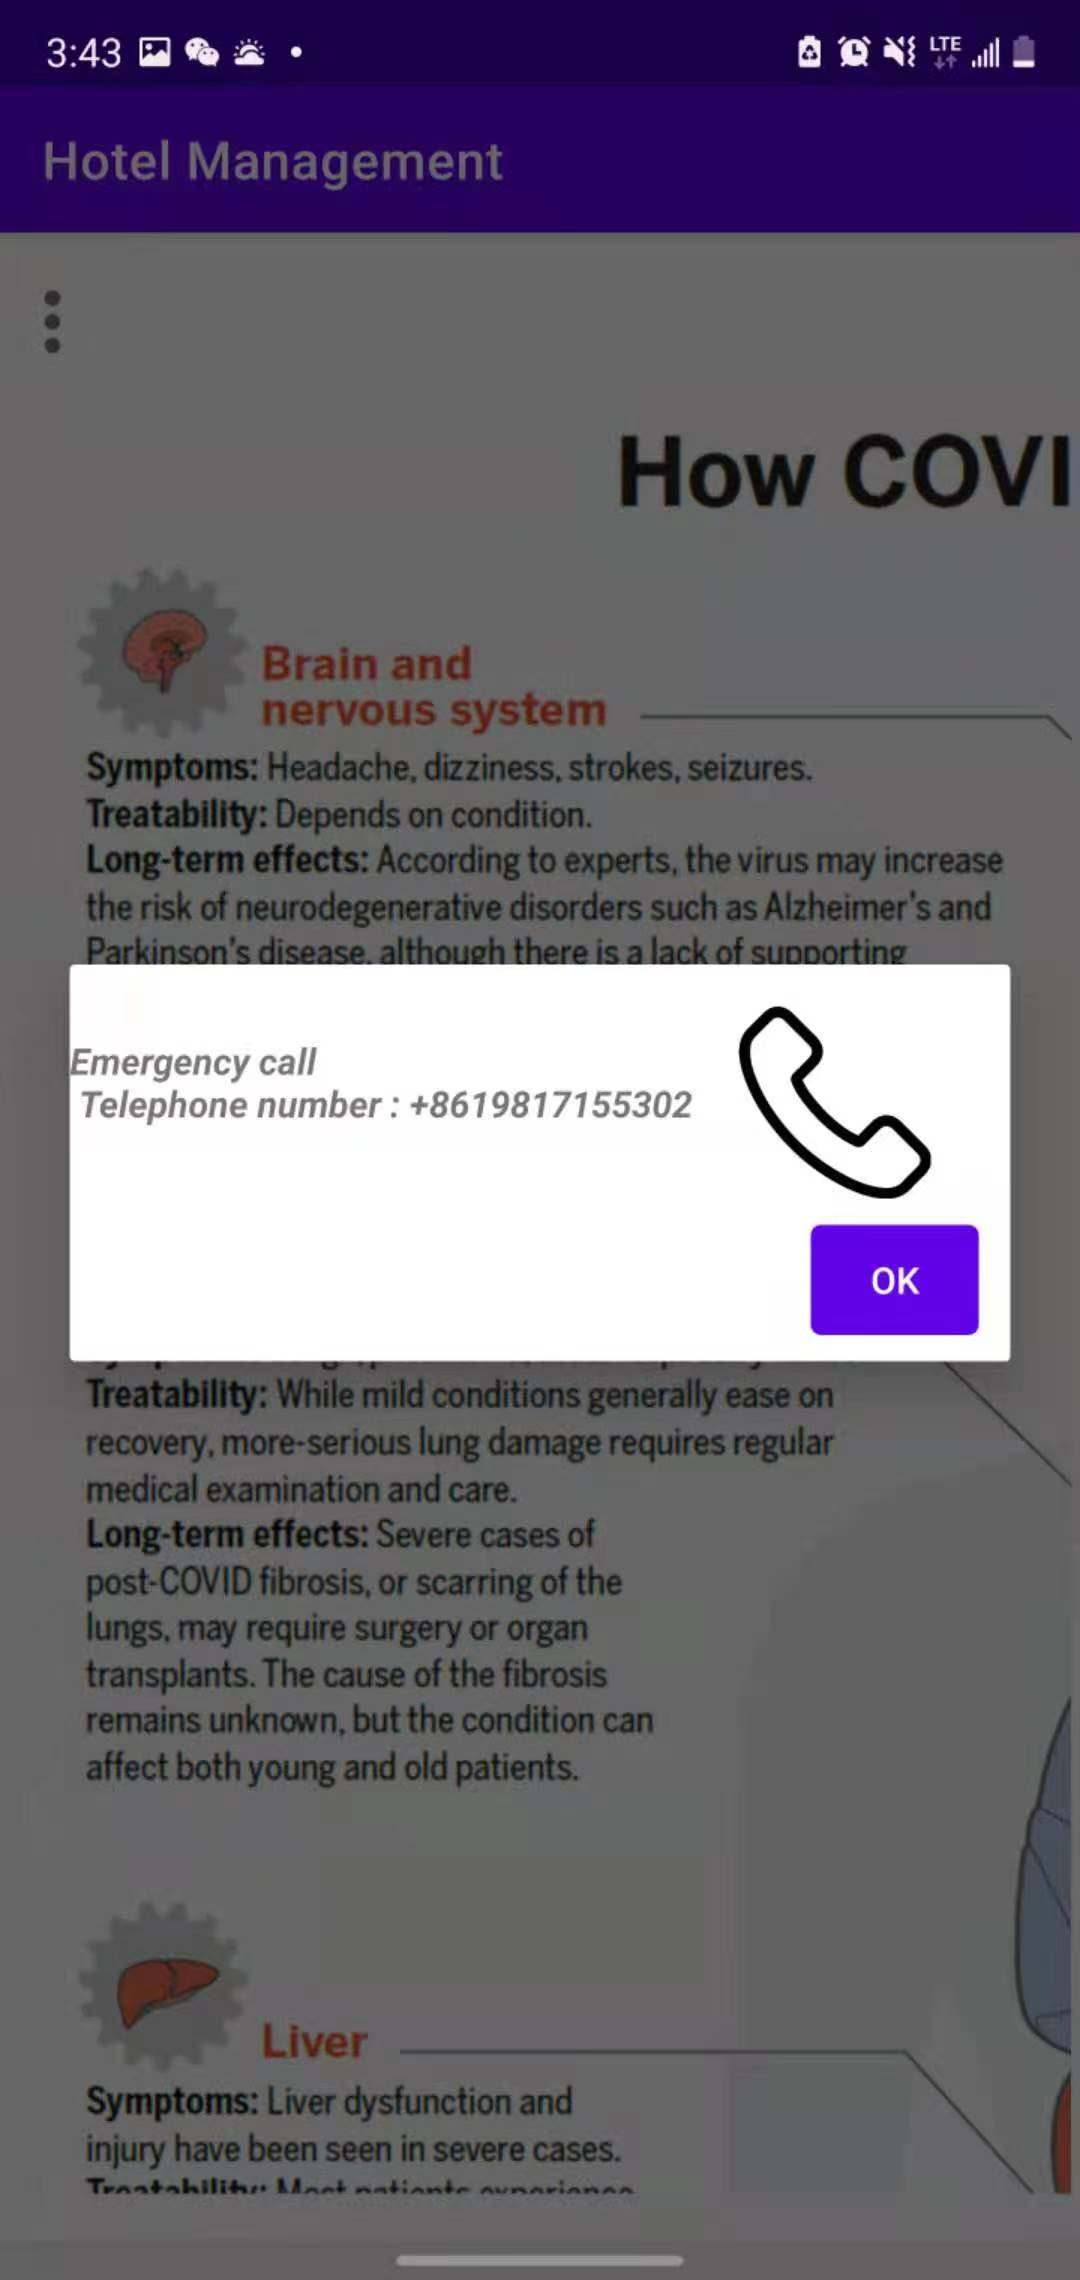 3:43
LTE
Hotel Management
How COVI
Brain and
nervous system
Symptoms: Headache, dizziness, strokes, seizures.
Treatability: Depends on condition.
Long-term effects: According to experts, the virus may increase
the risk of neurodegenerative disorders such as Alzheimer's and
Parkinson's disease, although there is a lack of supporting
Emergency call
Telephone number : +8619817155302
OK
Treatability: While mild conditions generally ease on
recovery, more-serious lung damage requires regular
medical examination and care.
Long-term effects: Severe cases of
post-COVID fibrosis, or scarring of the
lungs, may require surgery or organ
transplants. The cause of the fibrosis
remains unknown, but the condition can
affect both young and old patients.
Liver
Symptoms: Liver dysfunction and
injury have been seen in severe cases.
Treatability: Most patients experience